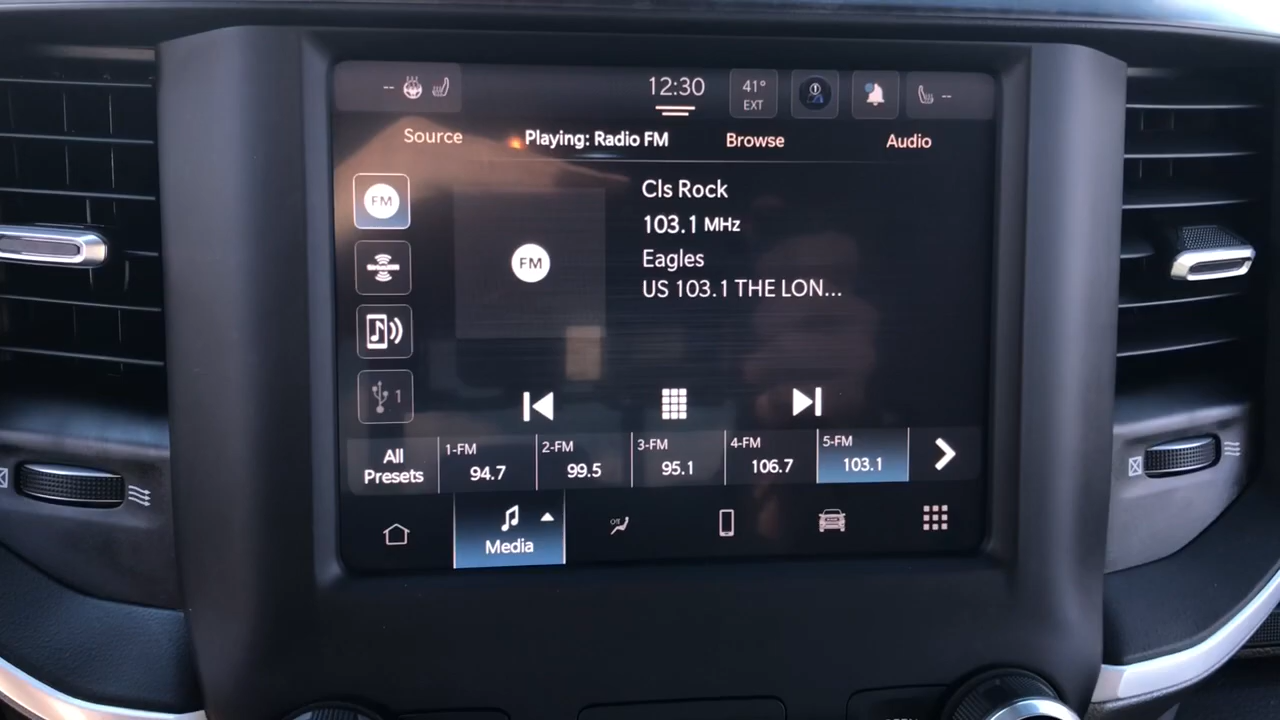 --
12:30
41°
EXT
--
Source
Playing: Radio FM
Browse
Audio
FM
FM
Cls Rock
103.1 MHz
Eagles
US 103.1 THE LON...
1
All
Presets
1-FM
94.7
2-FM
99.5
3-FM
95.1
4-FM
106.7
5-FM
103.1
Media